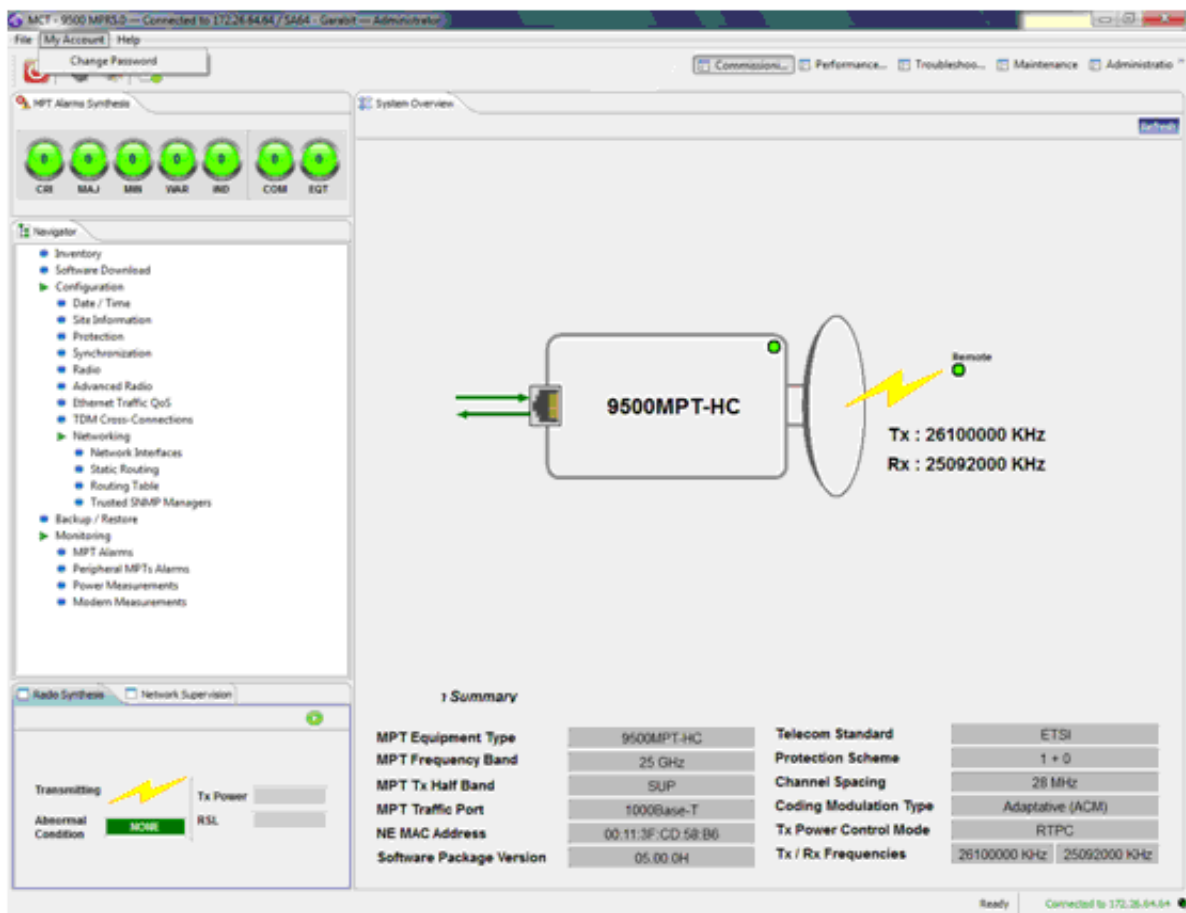 MCT - 9500 MPR5.0 — Connected to 172.26.64.64 / SA64 - Garabit — Administrator
File My Account Help
Change Password
Commissioni... Performance... Troubleshoo... Maintenance Administratio »
MPT Alarms Synthesis
System Overview
Refresh
0 0 0 0 0 0 0
CRI MAJ MIN WAR IND COM EQT
Navigator
Inventory
Software Download
Configuration
Date / Time
Site Information
Protection
Synchronization
Radio
Advanced Radio
Ethernet Traffic QoS
TDM Cross-Connections
Networking
Network Interfaces
Static Routing
Routing Table
Trusted SNMP Managers
Backup / Restore
Monitoring
MPT Alarms
Peripheral MPTs Alarms
Power Measurements
Modem Measurements
9500MPT-HC
Remote
Tx : 26100000 KHz
Rx : 25092000 KHz
Radio Synthesis Network Supervision
Transmitting
Tx Power
Abnormal Condition NONE
RSL
Summary
MPT Equipment Type 9500MPT-HC
MPT Frequency Band 25 GHz
MPT Tx Half Band SUP
MPT Traffic Port 1000Base-T
NE MAC Address 00:11:3F:CD:58:B6
Software Package Version 05.00.0H
Telecom Standard ETSI
Protection Scheme 1 + 0
Channel Spacing 28 MHz
Coding Modulation Type Adaptative (ACM)
Tx Power Control Mode RTPC
Tx / Rx Frequencies 26100000 KHz 25092000 KHz
Ready Connected to 172.26.64.64